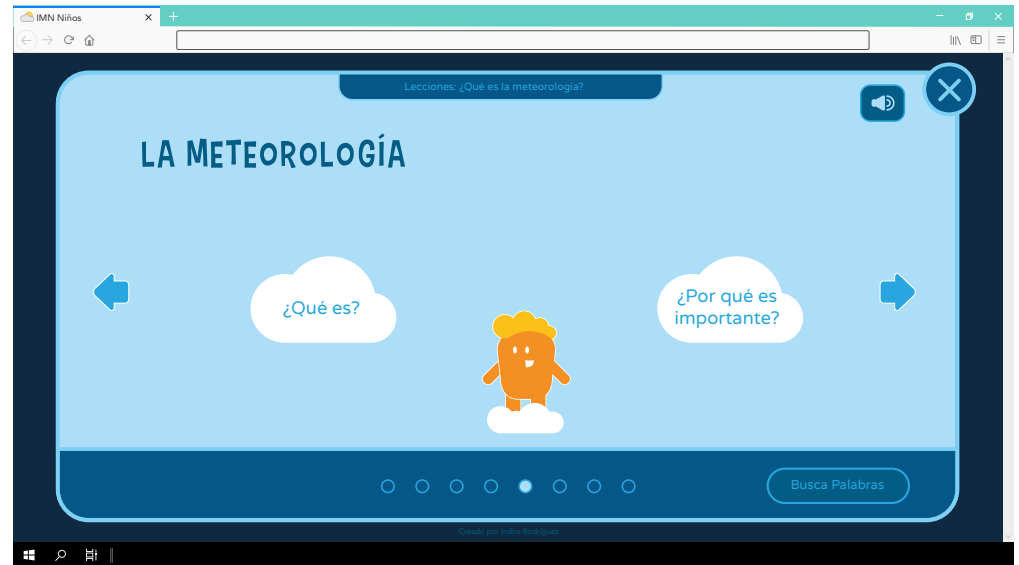 IMN Niños
Lecciones: ¿Qué es la meteorología?
LA METEOROLOGÍA
¿Qué es?
¿Por qué es
importante?
Busca Palabras
Creado por Indira Rodríguez